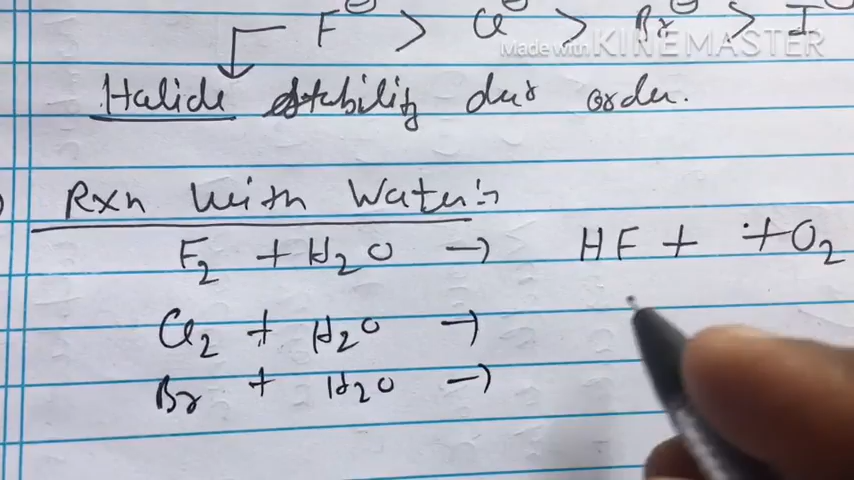 F⊖ > Cl⊖ > Br⊖ > I⊖
Made with KINEMASTER
Halide stability order.
Rxn with Water:-
F2 + H2O → HF + + O2
Cl2 + H2O →
Br + H2O →